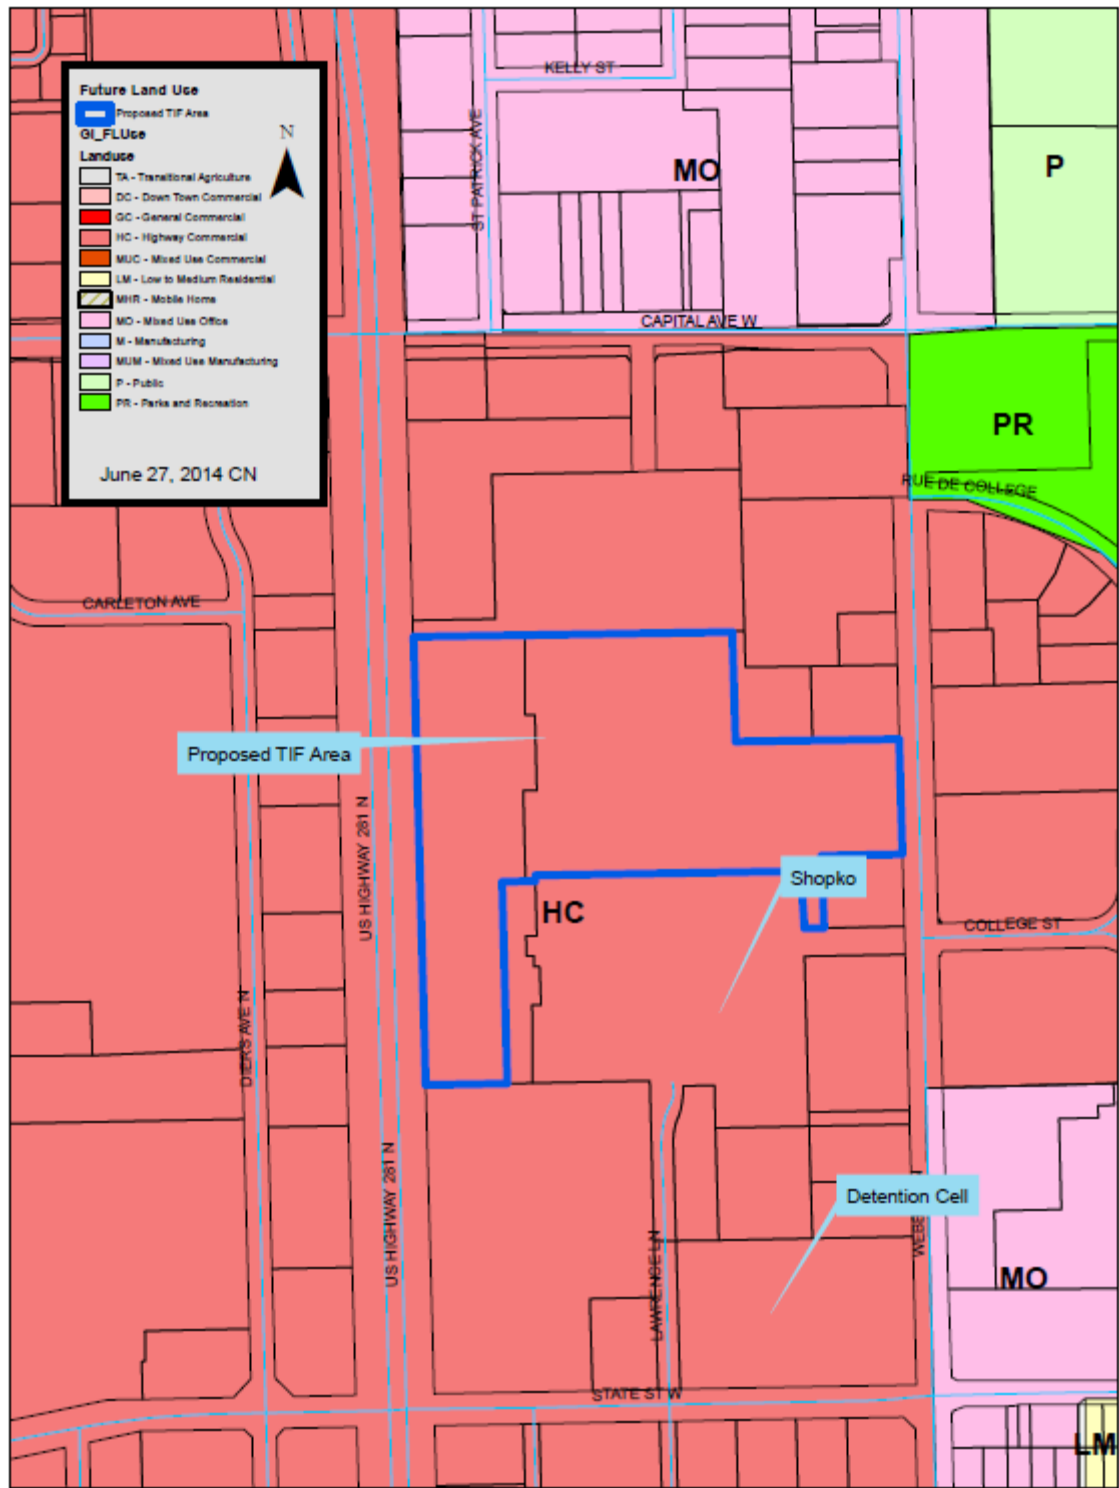 Future Land Use
Proposed TIF Area
GI_FLUse
N
Landuse
TA - Transitional Agriculture
DC - Down Town Commercial
GC - General Commercial
HC - Highway Commercial
MUC - Mixed Use Commercial
LM - Low to Medium Residential
MHR - Mobile Home
MO - Mixed Use Office
M - Manufacturing
MUM - Mixed Use Manufacturing
P - Public
PR - Parks and Recreation
June 27, 2014 CN
KELLY ST
ST PATRICK AVE
MO
P
CAPITAL AVE W
PR
RUE DE COLLEGE
CARLETON AVE
Proposed TIF Area
US HIGHWAY 281 N
Shopko
HC
COLLEGE ST
DIERS AVE N
US HIGHWAY 281 N
Detention Cell
LAWRENCE LN
MO
STATE ST W
LM